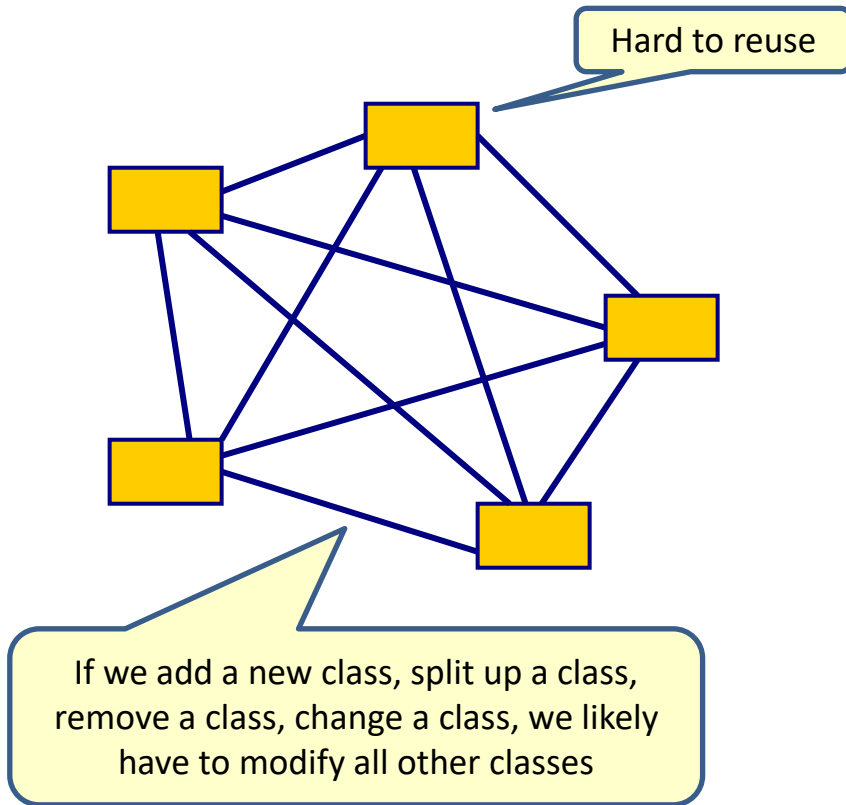 Hard to reuse
If we add a new class, split up a class,
remove a class, change a class, we likely
have to modify all other classes